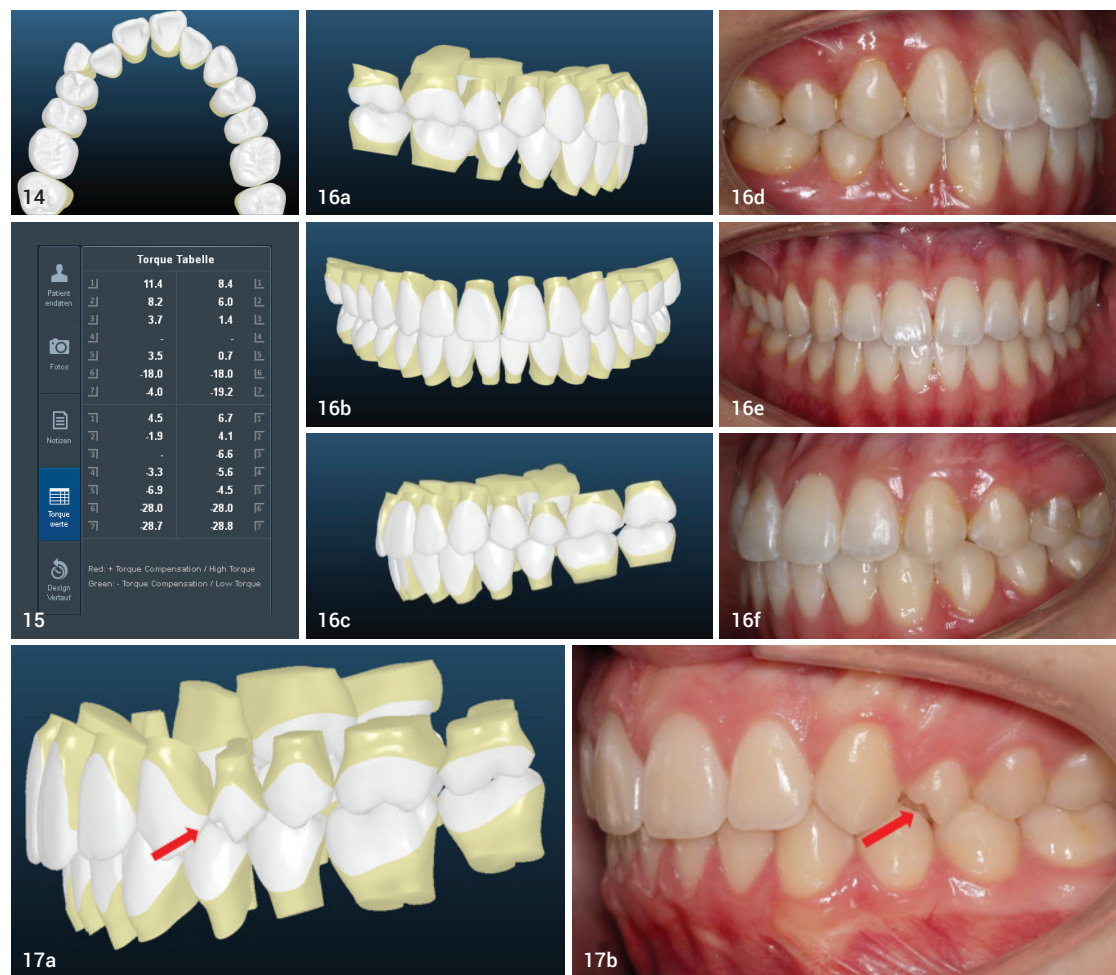 14
16a
16d
Torque Tabelle
Patient
endaten
Fotos
Notizen
Torque
werte
Design
Verlauf
1 11.4 8.4 1
2 8.2 6.0 2
3 3.7 1.4 3
4 - - 4
5 3.5 0.7 5
6 -18.0 -18.0 6
7 -4.0 -19.2 7
1 4.5 6.7 1
2 -1.9 4.1 2
3 - -6.6 3
4 -3.3 -5.6 4
5 -6.9 -4.5 5
6 -28.0 -28.0 6
7 -28.7 -28.8 7
Red: + Torque Compensation / High Torque
Green: - Torque Compensation / Low Torque
15
16b
16e
16c
16f
17a
17b